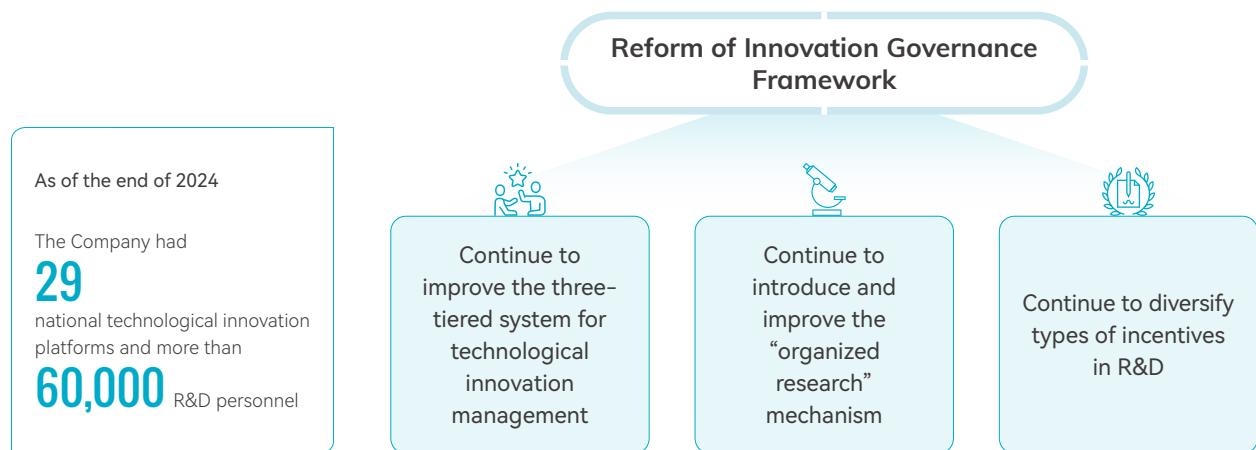 Reform of Innovation Governance
Framework
As of the end of 2024
The Company had
29
national technological innovation
platforms and more than
60,000 R&D personnel
Continue to
improve the three-
tiered system for
technological
innovation
management
Continue to
introduce and
improve the
“organized
research”
mechanism
Continue to diversify
types of incentives
in R&D